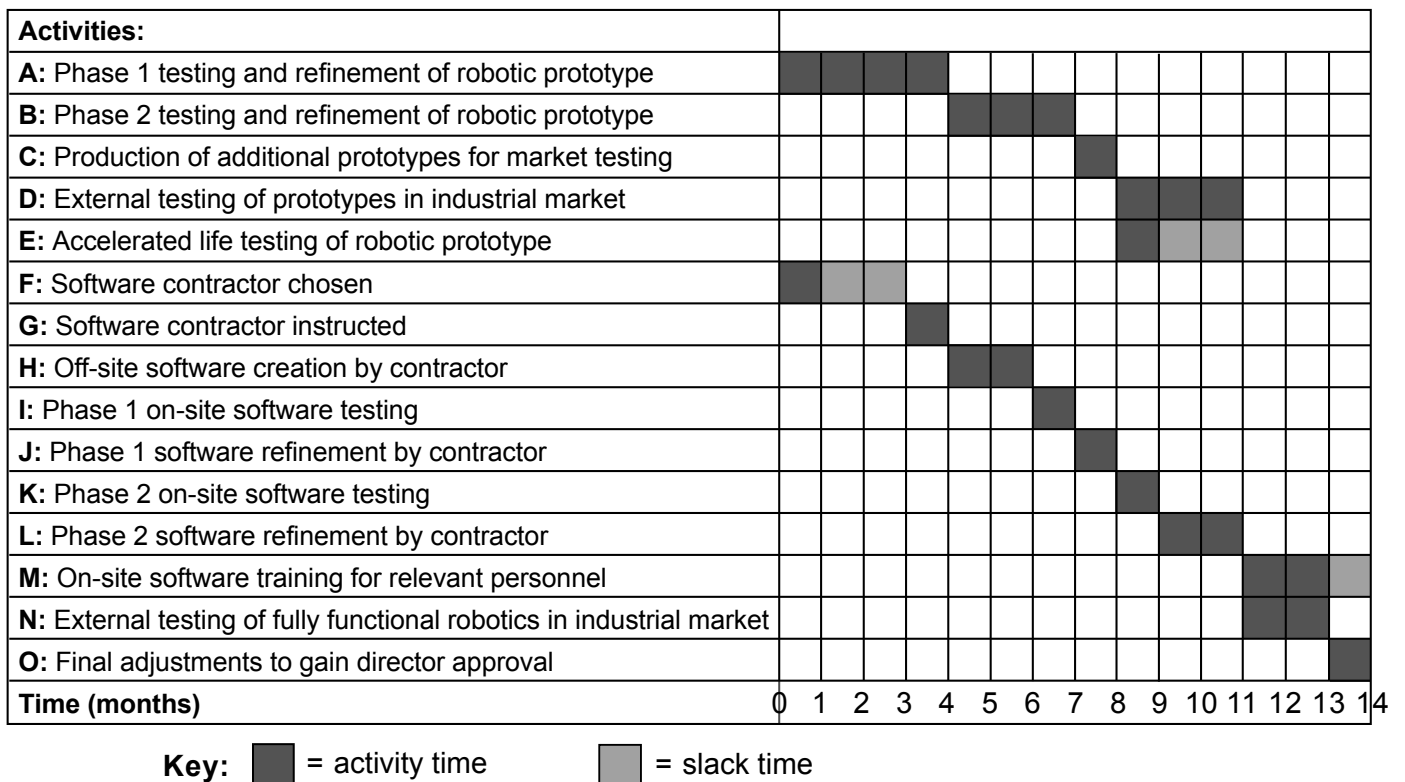 Activities:
A: Phase 1 testing and refinement of robotic prototype
B: Phase 2 testing and refinement of robotic prototype
C: Production of additional prototypes for market testing
D: External testing of prototypes in industrial market
E: Accelerated life testing of robotic prototype
F: Software contractor chosen
G: Software contractor instructed
H: Off-site software creation by contractor
I: Phase 1 on-site software testing
J: Phase 1 software refinement by contractor
K: Phase 2 on-site software testing
L: Phase 2 software refinement by contractor
M: On-site software training for relevant personnel
N: External testing of fully functional robotics in industrial market
O: Final adjustments to gain director approval
Time (months) 0 1 2 3 4 5 6 7 8 9 10 11 12 13 14
Key: = activity time = slack time